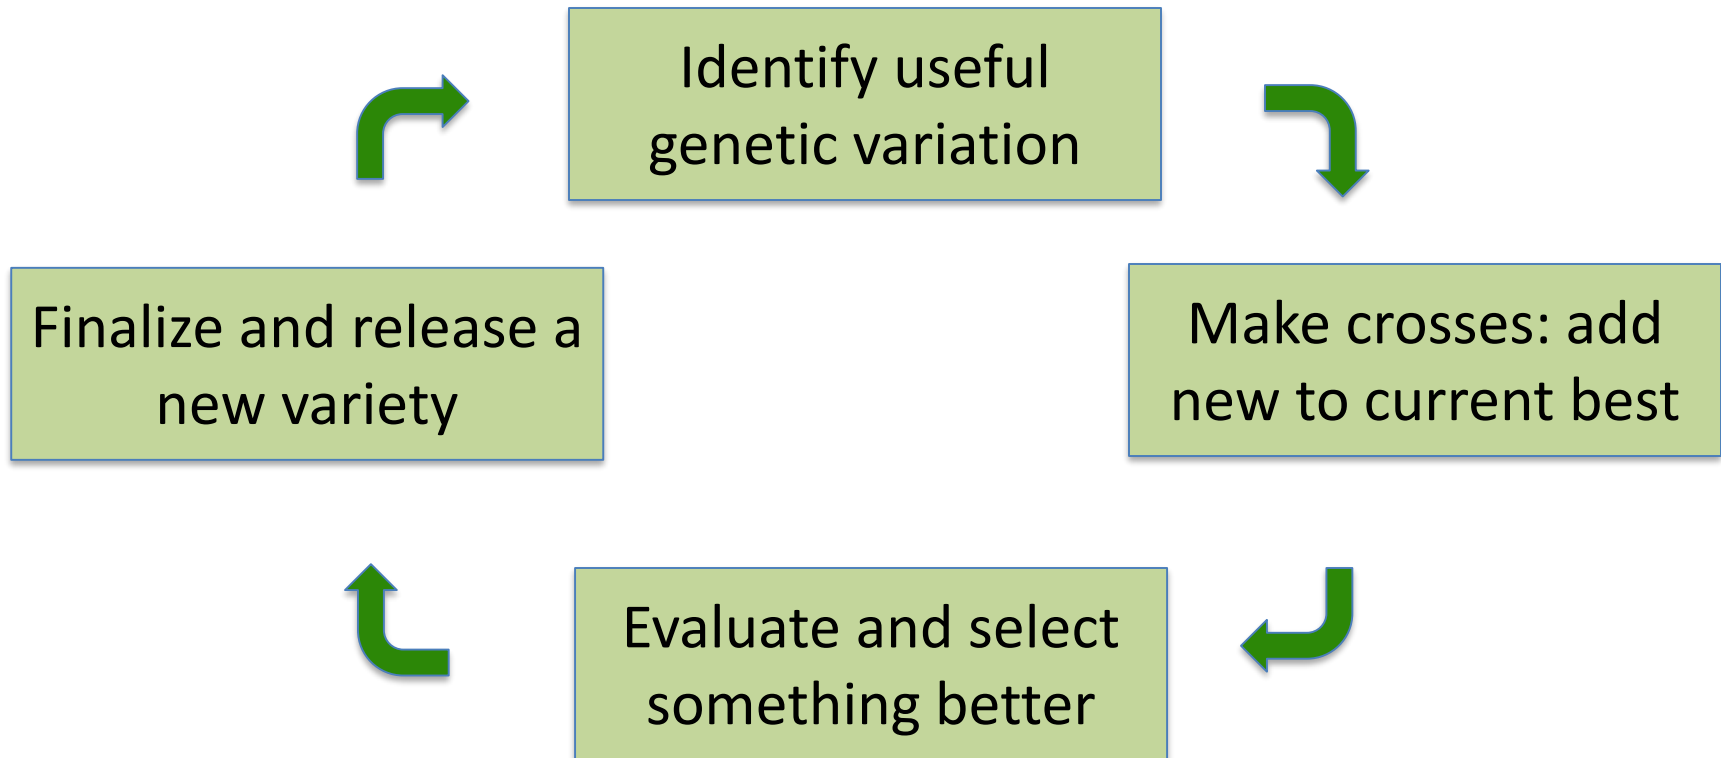 Identify useful
genetic variation
Make crosses: add
new to current best
Evaluate and select
something better
Finalize and release a
new variety